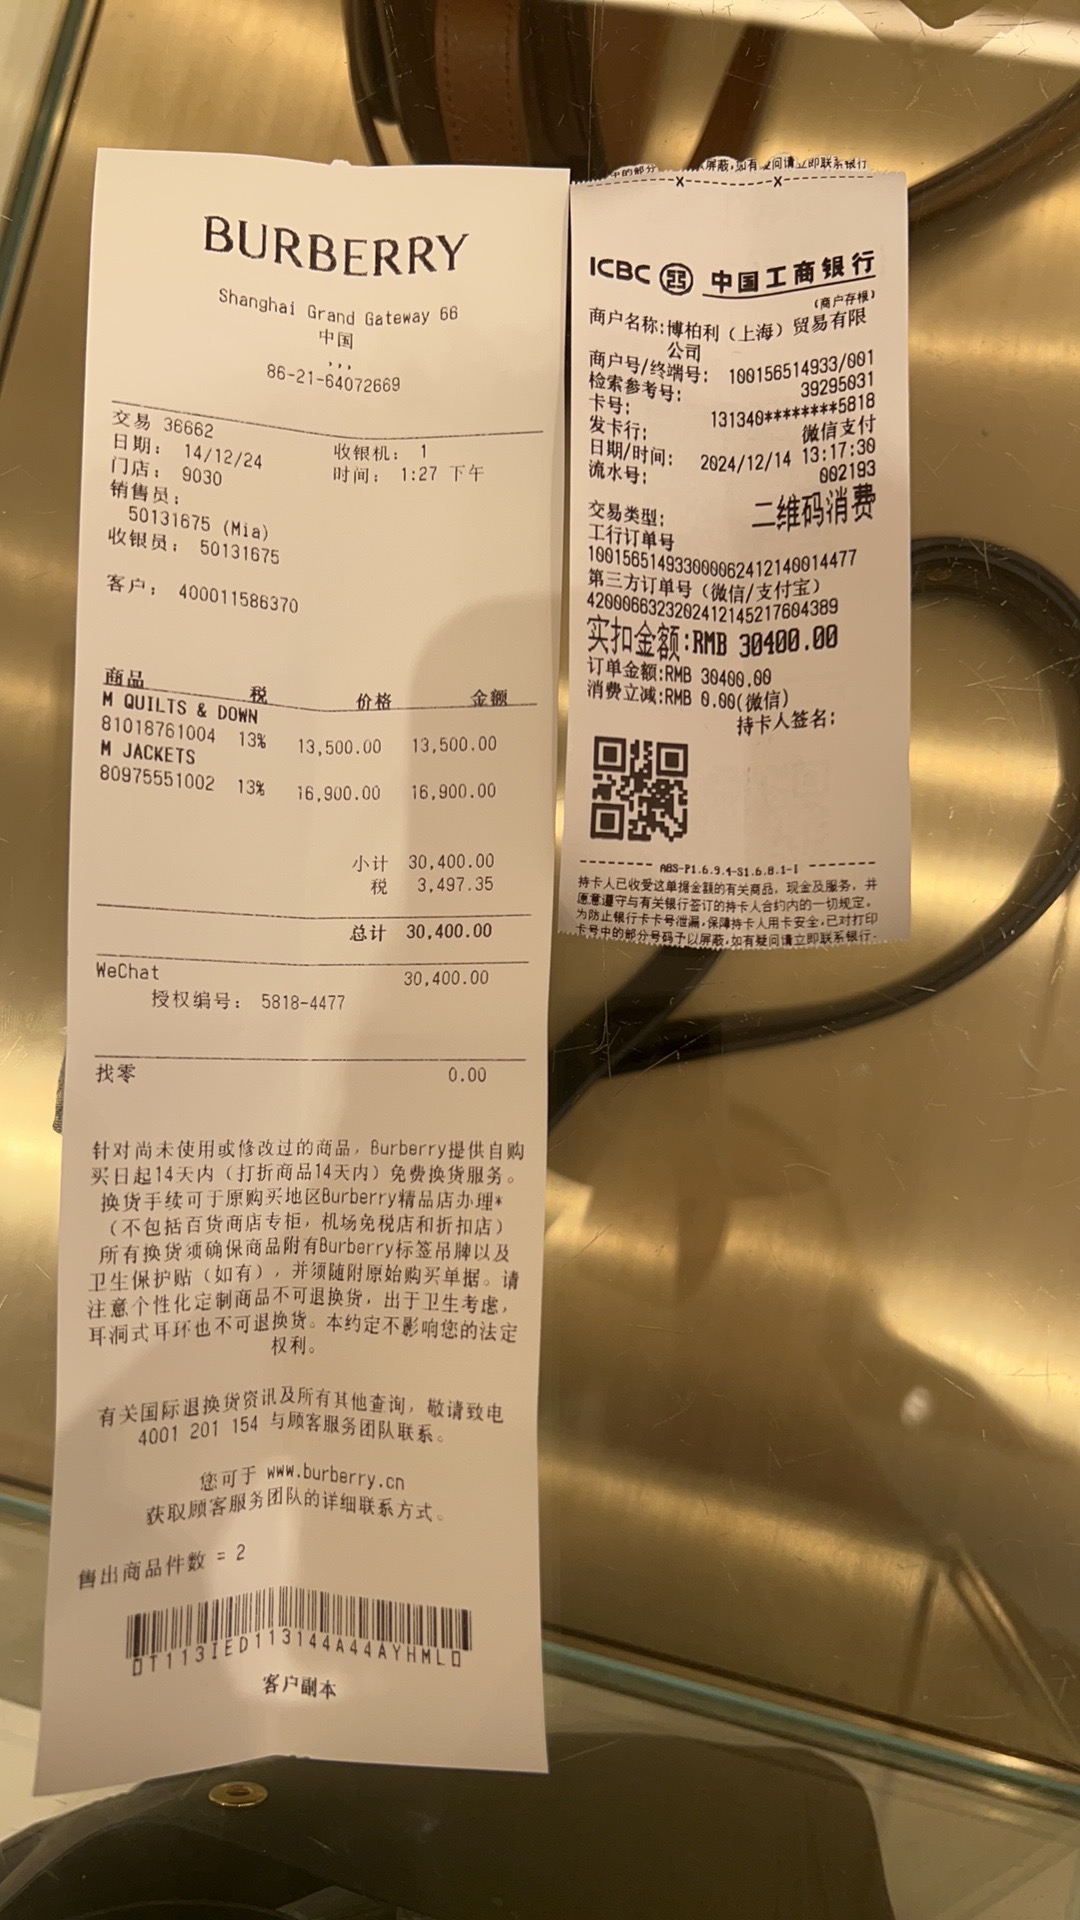 BURBERRY
Shanghai Grand Gateway 66
中国
,,,
86-21-64072669
交易 36662
日期： 14/12/24 收银机： 1
门店： 9030 时间： 1:27 下午
销售员：
50131675 (Mia)
收银员： 50131675
客户： 400011586370
商品 税 价格 金额
M QUILTS & DOWN
81018761004 13% 13,500.00 13,500.00
M JACKETS
80975551002 13% 16,900.00 16,900.00
小计 30,400.00
税 3,497.35
总计 30,400.00
WeChat 30,400.00
授权编号： 5818-4477
找零 0.00
针对尚未使用或修改过的商品，Burberry提供自购
买日起14天内（打折商品14天内）免费换货服务。
换货手续可于原购买地区Burberry精品店办理*
（不包括百货商店专柜，机场免税店和折扣店）
所有换货须确保商品附有Burberry标签吊牌以及
卫生保护贴（如有），并须随附原始购买单据。请
注意个性化定制商品不可退换货，出于卫生考虑，
耳洞式耳环也不可退换货。本约定不影响您的法定
权利。
有关国际退换货资讯及所有其他查询，敬请致电
4001 201 154 与顾客服务团队联系。
您可于 www.burberry.cn
获取顾客服务团队的详细联系方式。
售出商品件数 = 2
DT113IED113144A44AYHMLD
客户副本
中的部分 屏蔽,如有疑问请立即联系银行
ICBC 中国工商银行
(商户存根)
商户名称:博柏利（上海）贸易有限
公司
商户号/终端号: 100156514933/001
检索参考号: 39295031
卡号: 131340********5818
发卡行: 微信支付
日期/时间: 2024/12/14 13:17:30
流水号: 002193
交易类型: 二维码消费
工行订单号
10015651493300006241214001​4477
第三方订单号（微信/支付宝）
4200066323202412145217604389
实扣金额:RMB 30400.00
订单金额:RMB 30400.00
消费立减:RMB 0.00(微信)
持卡人签名:
ABS-P1.6.9.4-S1.6.8.1-I
持卡人已收受这单据金额的有关商品，现金及服务，并
愿意遵守与有关银行签订的持卡人合约内的一切规定。
为防止银行卡卡号泄漏,保障持卡人用卡安全,已对打印
卡号中的部分号码予以屏蔽,如有疑问请立即联系银行.